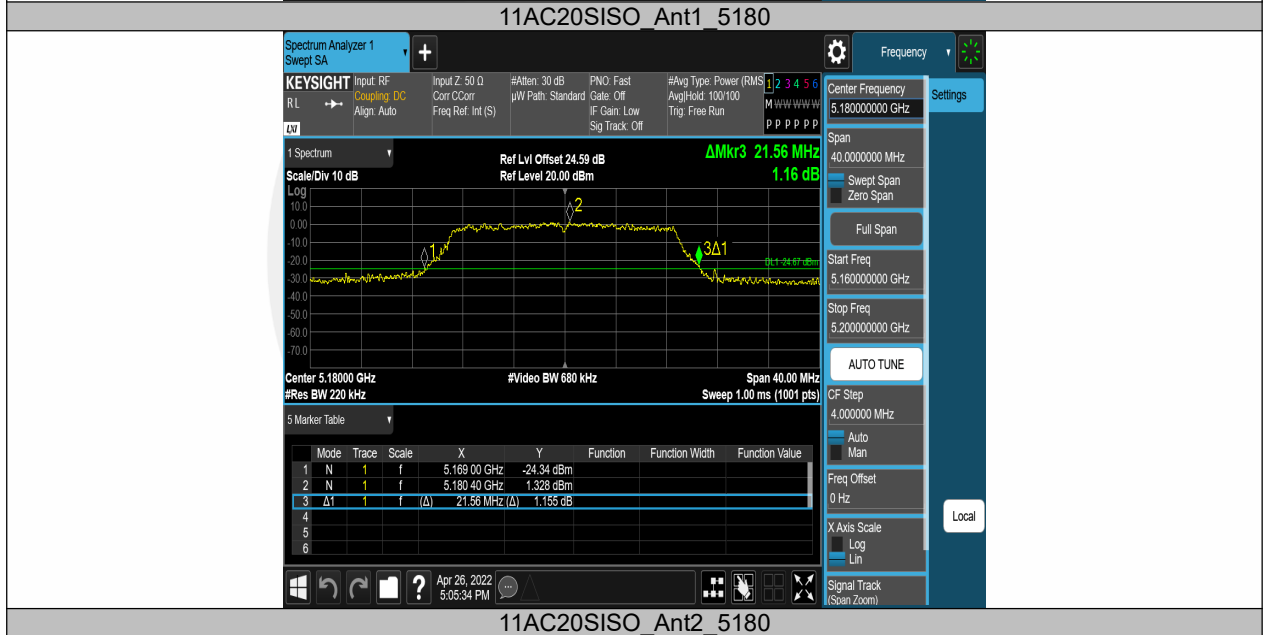 11AC20SISO_Ant1_5180
Spectrum Analyzer 1
Swept SA
+
Frequency
KEYSIGHT
RL
LXI
Input: RF
Coupling: DC
Align: Auto
Input Z: 50 Ω
Corr CCorr
Freq Ref: Int (S)
#Atten: 30 dB
µW Path: Standard
PNO: Fast
Gate: Off
IF Gain: Low
Sig Track: Off
#Avg Type: Power (RMS
Avg|Hold: 100/100
Trig: Free Run
1 2 3 4 5 6
M W W W W W
P P P P P P
1 Spectrum
Scale/Div 10 dB
Ref Lvl Offset 24.59 dB
Ref Level 20.00 dBm
ΔMkr3 21.56 MHz
1.16 dB
Log
10.0
0.00
-10.0
-20.0
-30.0
-40.0
-50.0
-60.0
-70.0
1
2
3Δ1
DL1 -24.67 dBm
Center 5.18000 GHz
#Video BW 680 kHz
Span 40.00 MHz
#Res BW 220 kHz
Sweep 1.00 ms (1001 pts)
5 Marker Table
Mode Trace Scale X Y Function Function Width Function Value
1 N 1 f 5.169 00 GHz -24.34 dBm
2 N 1 f 5.180 40 GHz 1.328 dBm
3 Δ1 1 f (Δ) 21.56 MHz (Δ) 1.155 dB
4
5
6
?
Apr 26, 2022
5:05:34 PM
Center Frequency
5.180000000 GHz
Settings
Span
40.0000000 MHz
Swept Span
Zero Span
Full Span
Start Freq
5.160000000 GHz
Stop Freq
5.200000000 GHz
AUTO TUNE
CF Step
4.000000 MHz
Auto
Man
Freq Offset
0 Hz
X Axis Scale
Log
Lin
Local
Signal Track
(Span Zoom)
11AC20SISO_Ant2_5180